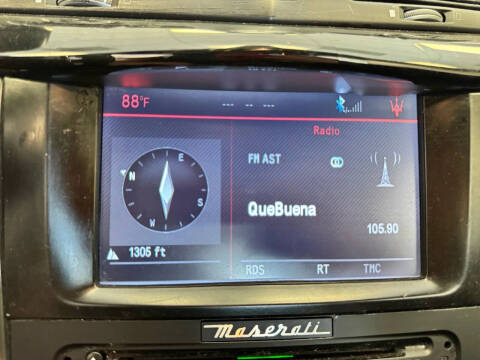 88°F
--- -- ---
Radio
FM AST
QueBuena
105.90
N
E
W
S
1305 ft
RDS RT TMC
Maserati